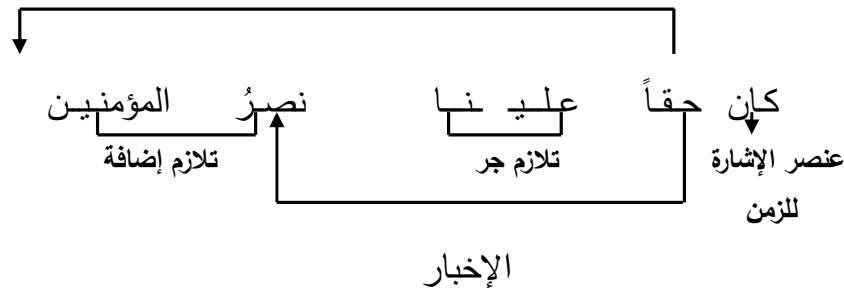 كان حقاً علينا نصرُ المؤمنين
عنصر الإشارة للزمن
تلازم جر
تلازم إضافة
الإخبار